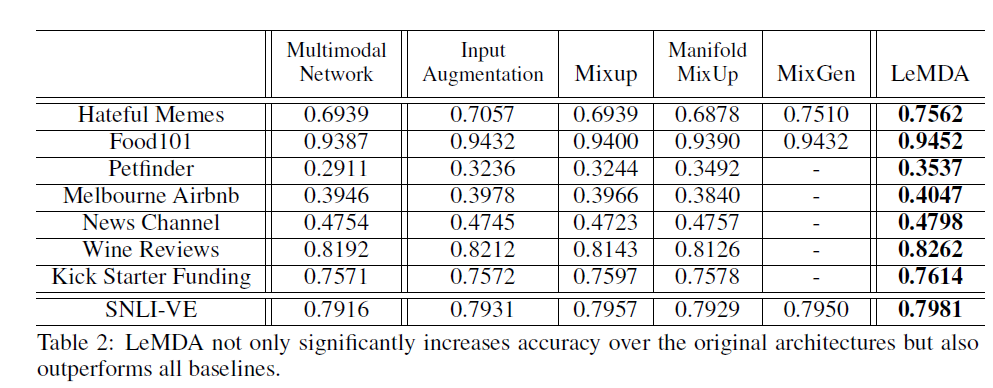 Multimodal Network Input Augmentation Mixup Manifold MixUp MixGen LeMDA
Hateful Memes 0.6939 0.7057 0.6939 0.6878 0.7510 0.7562
Food101 0.9387 0.9432 0.9400 0.9390 0.9432 0.9452
Petfinder 0.2911 0.3236 0.3244 0.3492 - 0.3537
Melbourne Airbnb 0.3946 0.3978 0.3966 0.3840 - 0.4047
News Channel 0.4754 0.4745 0.4723 0.4757 - 0.4798
Wine Reviews 0.8192 0.8212 0.8143 0.8126 - 0.8262
Kick Starter Funding 0.7571 0.7572 0.7597 0.7578 - 0.7614
SNLI-VE 0.7916 0.7931 0.7957 0.7929 0.7950 0.7981
Table 2: LeMDA not only significantly increases accuracy over the original architectures but also
outperforms all baselines.